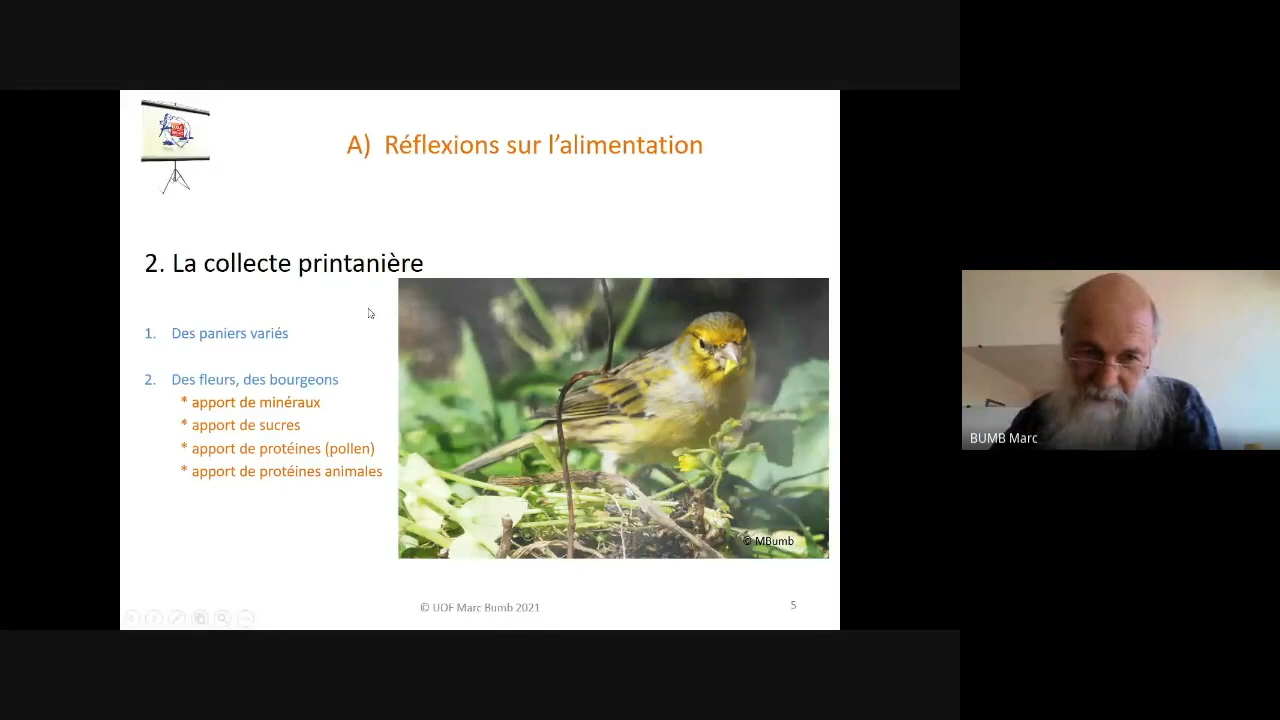 A) Réflexions sur l’alimentation
2. La collecte printanière
1. Des paniers variés
2. Des fleurs, des bourgeons
* apport de minéraux
* apport de sucres
* apport de protéines (pollen)
* apport de protéines animales
© MBumb
© UOF Marc Bumb 2021
5
BUMB Marc